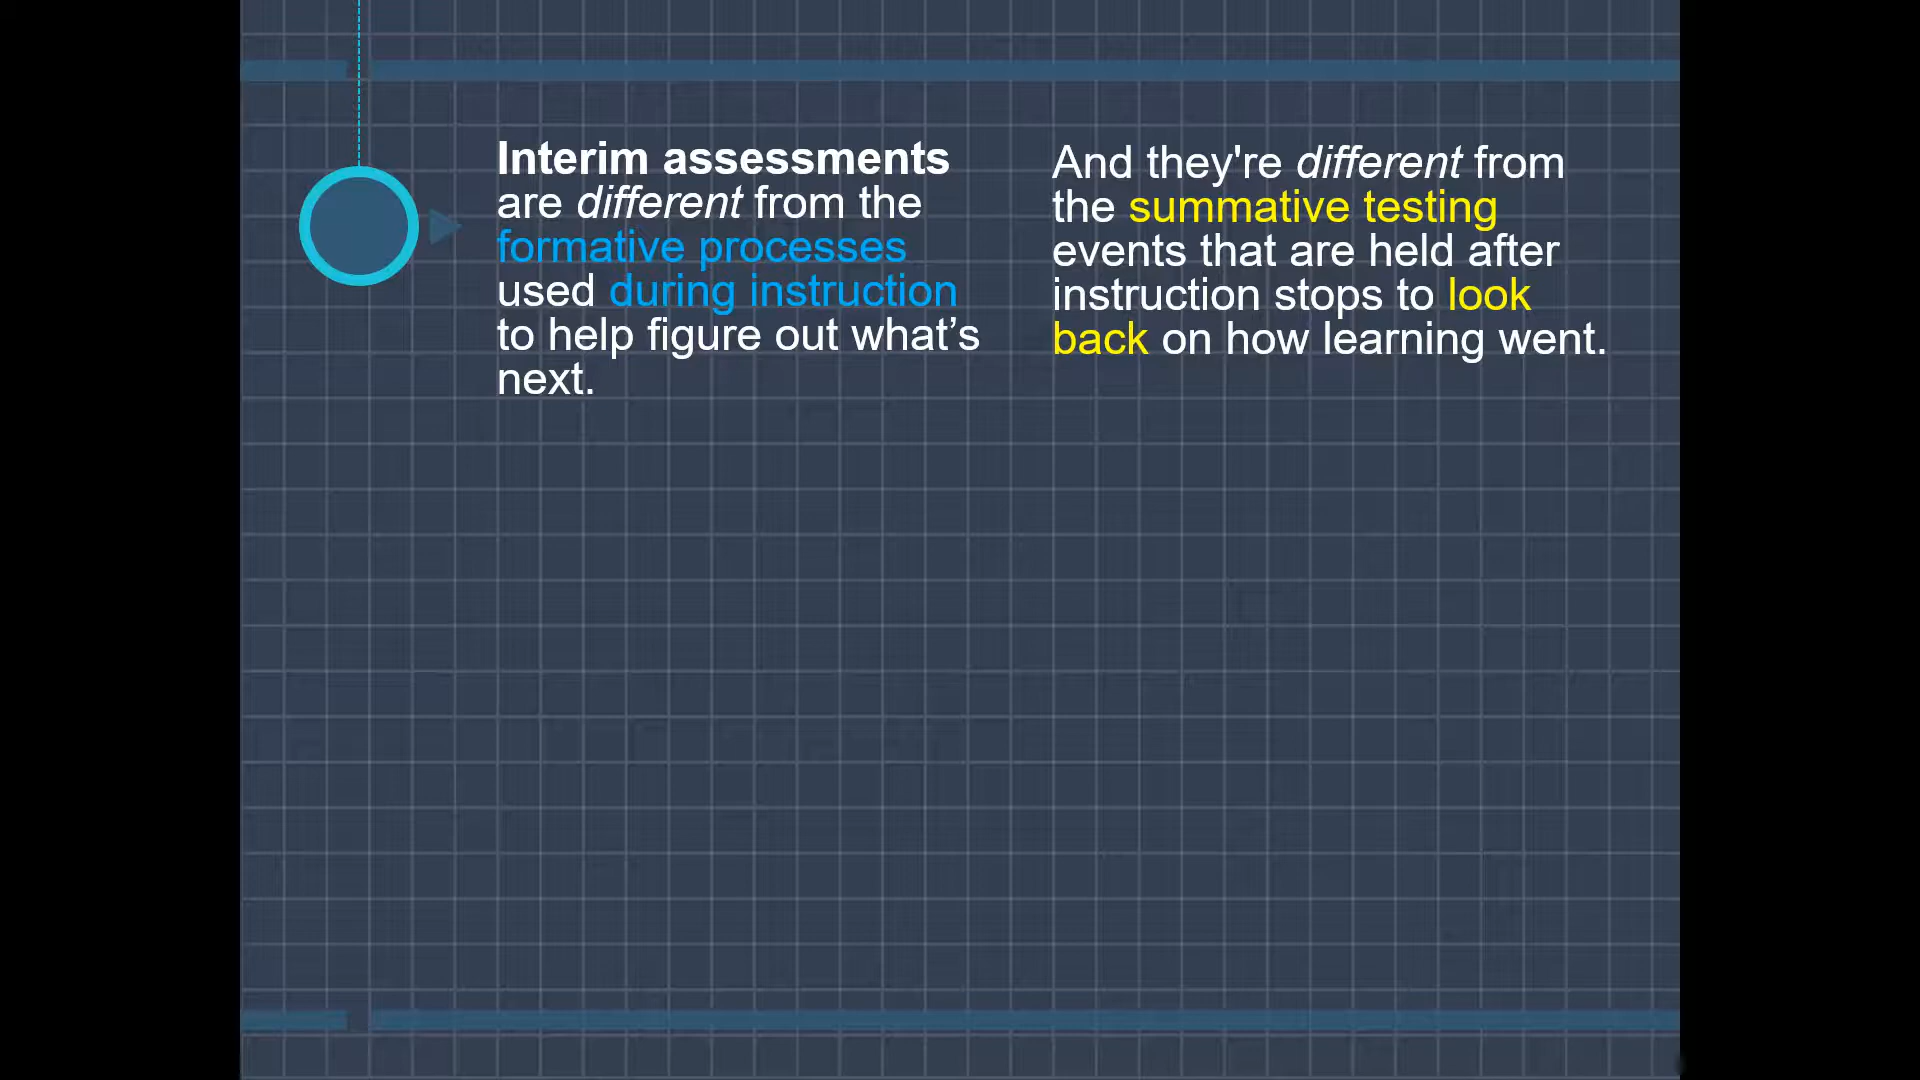 Interim assessments
are different from the
formative processes
used during instruction
to help figure out what’s
next.
And they're different from
the summative testing
events that are held after
instruction stops to look
back on how learning went.